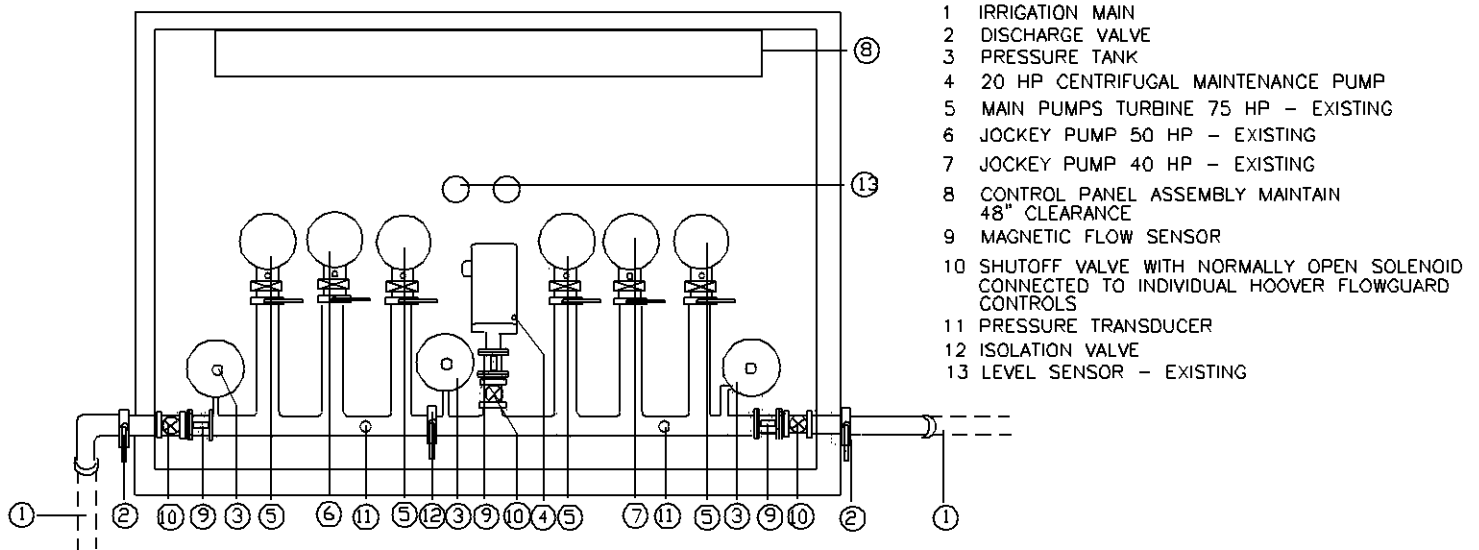 1 IRRIGATION MAIN
2 DISCHARGE VALVE
3 PRESSURE TANK
4 20 HP CENTRIFUGAL MAINTENANCE PUMP
5 MAIN PUMPS TURBINE 75 HP - EXISTING
6 JOCKEY PUMP 50 HP - EXISTING
7 JOCKEY PUMP 40 HP - EXISTING
8 CONTROL PANEL ASSEMBLY MAINTAIN
48" CLEARANCE
9 MAGNETIC FLOW SENSOR
10 SHUTOFF VALVE WITH NORMALLY OPEN SOLENOID
CONNECTED TO INDIVIDUAL HOOVER FLOWGUARD
CONTROLS
11 PRESSURE TRANSDUCER
12 ISOLATION VALVE
13 LEVEL SENSOR - EXISTING
8
13
1 2 10 9 3 5 6 11 5 12 3 9 10 4 5 7 11 5 3 9 10 2 1